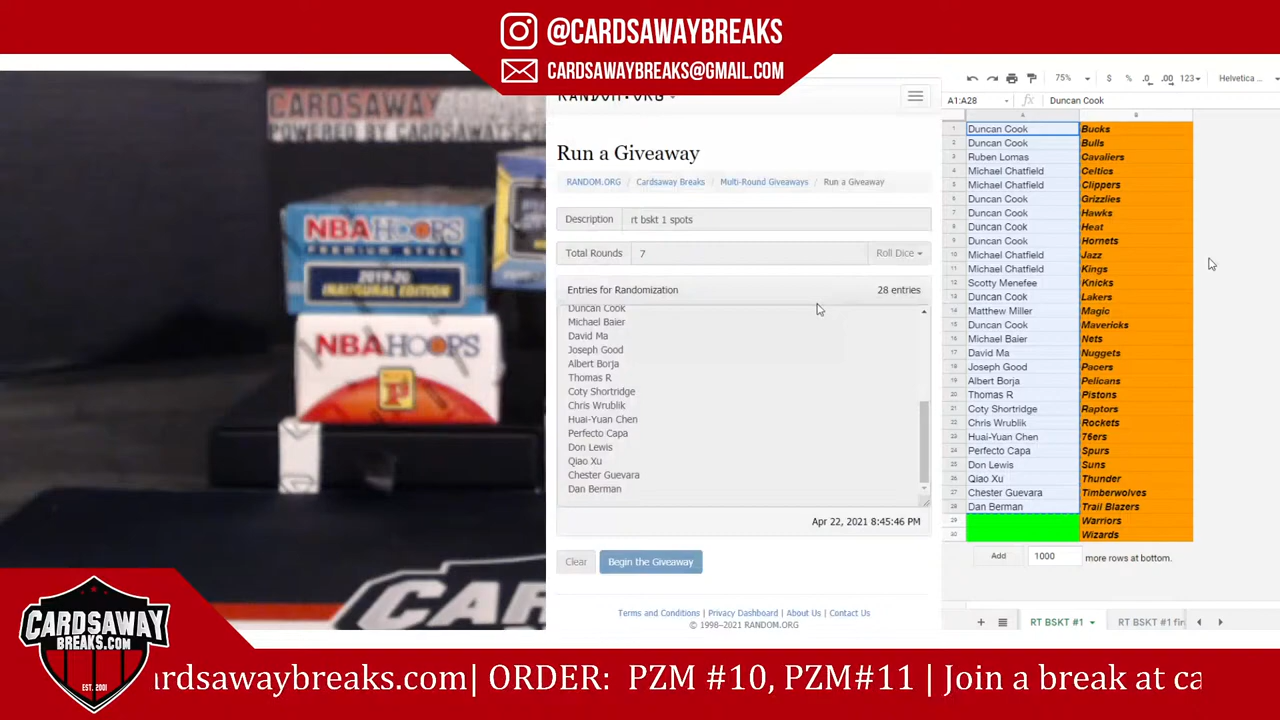 @CARDSAWAYBREAKS
CARDSAWAYBREAKS@GMAIL.COM
CARDSAWAY
POWERED BY CARDSAWAYSPO
NBA HOOPS
PREMIUM STOCK
2019-20
INAUGURAL EDITION
NBA HOOPS
P
CAR
RANDOM.ORG
Run a Giveaway
RANDOM.ORG / Cardsaway Breaks / Multi-Round Giveaways / Run a Giveaway
Description rt bskt 1 spots
Total Rounds 7 Roll Dice
Entries for Randomization 28 entries
Duncan Cook
Michael Baier
David Ma
Joseph Good
Albert Borja
Thomas R
Coty Shortridge
Chris Wrublik
Huai-Yuan Chen
Perfecto Capa
Don Lewis
Qiao Xu
Chester Guevara
Dan Berman
Apr 22, 2021 8:45:46 PM
Clear Begin the Giveaway
Terms and Conditions | Privacy Dashboard | About Us | Contact Us
© 1998–2021 RANDOM.ORG
75% $ % .0 .00 123 Helvetica ...
A1:A28 fx Duncan Cook
A B
1 Duncan Cook Bucks
2 Duncan Cook Bulls
3 Ruben Lomas Cavaliers
4 Michael Chatfield Celtics
5 Michael Chatfield Clippers
6 Duncan Cook Grizzlies
7 Duncan Cook Hawks
8 Duncan Cook Heat
9 Duncan Cook Hornets
10 Michael Chatfield Jazz
11 Michael Chatfield Kings
12 Scotty Menefee Knicks
13 Duncan Cook Lakers
14 Matthew Miller Magic
15 Duncan Cook Mavericks
16 Michael Baier Nets
17 David Ma Nuggets
18 Joseph Good Pacers
19 Albert Borja Pelicans
20 Thomas R Pistons
21 Coty Shortridge Raptors
22 Chris Wrublik Rockets
23 Huai-Yuan Chen 76ers
24 Perfecto Capa Spurs
25 Don Lewis Suns
26 Qiao Xu Thunder
27 Chester Guevara Timberwolves
28 Dan Berman Trail Blazers
29 Warriors
30 Wizards
Add 1000 more rows at bottom.
RT BSKT #1 RT BSKT #1 fin
CARDSAWAY
BREAKS.COM
EST. 2001
ardsawaybreaks.com| ORDER: PZM #10, PZM#11 | Join a break at ca